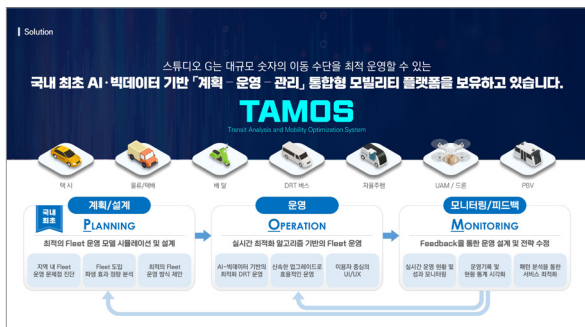 Solution
스튜디오 G는 대규모 숫자의 이동 수단을 최적 운영할 수 있는
국내 최초 AI·빅데이터 기반 「계획 – 운영 – 관리」 통합형 모빌리티 플랫폼을 보유하고 있습니다.
TAMOS
Transit Analysis and Mobility Optimization System
택 시
물류/택배
배 달
DRT 버스
자율주행
UAM / 드론
PBV
국내
최초
계획/설계
PLANNING
최적의 Fleet 운영 모델 시뮬레이션 및 설계
지역 내 Fleet
운영 문제점 진단
Fleet 도입
파생 효과 정량 분석
최적의 Fleet
운영 방식 제안
운영
OPERATION
실시간 최적화 알고리즘 기반의 Fleet 운영
AI·빅데이터 기반의
최적화 DRT 운영
신속한 업그레이드로
효율적인 운영
이용자 중심의
UI/UX
모니터링/피드백
MONITORING
Feedback를 통한 운영 설계 및 전략 수정
실시간 운영 현황 및
성과 모니터링
운영기록 및
현황 통계 시각화
패턴 분석을 통한
서비스 최적화